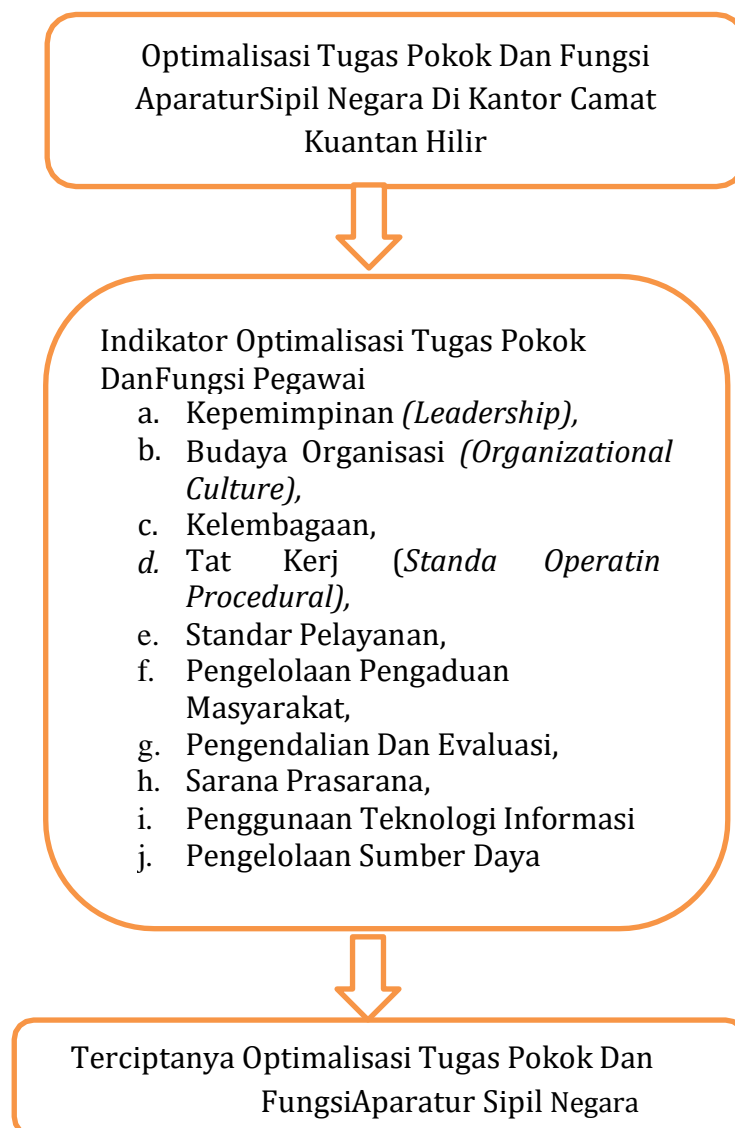 Optimalisasi Tugas Pokok Dan Fungsi
AparaturSipil Negara Di Kantor Camat
Kuantan Hilir
Indikator Optimalisasi Tugas Pokok
DanFungsi Pegawai
a. Kepemimpinan (Leadership),
b. Budaya Organisasi (Organizational
Culture),
c. Kelembagaan,
d. Tat Kerj (Standa Operatin
Procedural),
e. Standar Pelayanan,
f. Pengelolaan Pengaduan
Masyarakat,
g. Pengendalian Dan Evaluasi,
h. Sarana Prasarana,
i. Penggunaan Teknologi Informasi
j. Pengelolaan Sumber Daya
Terciptanya Optimalisasi Tugas Pokok Dan
FungsiAparatur Sipil Negara